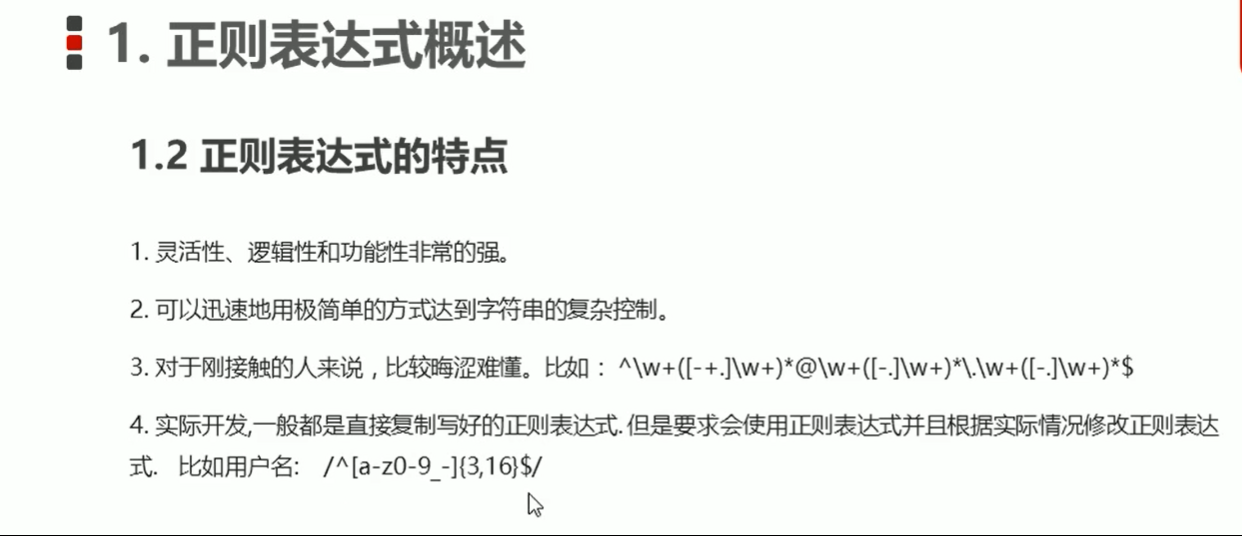 1. 正则表达式概述
1.2 正则表达式的特点
1. 灵活性、逻辑性和功能性非常的强。
2. 可以迅速地用极简单的方式达到字符串的复杂控制。
3. 对于刚接触的人来说，比较晦涩难懂。比如：^\w+([-+.]\w+)*@\w+([-.]\w+)*\.\w+([-.]\w+)*$
4. 实际开发,一般都是直接复制写好的正则表达式. 但是要求会使用正则表达式并且根据实际情况修改正则表达
式. 比如用户名: /^[a-z0-9_-]{3,16}$/